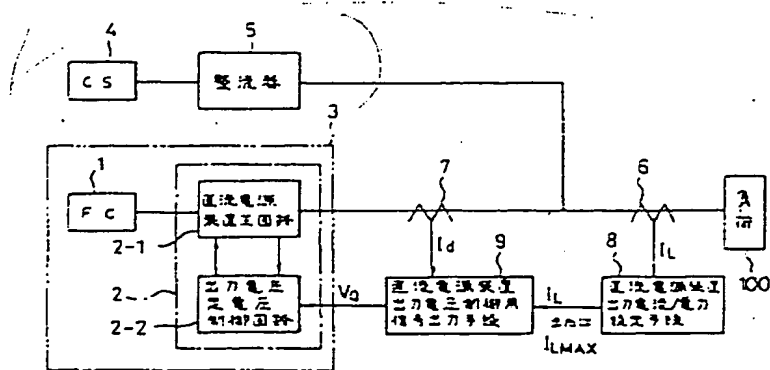 4
CS
5
整流器
3
1
FC
直流電源
装置主回路
2-1
2
出力電圧
定電圧
制御回路
2-2
7
Id
6
負荷
100
9
VQ
直流電源装置
出力電圧制御用
信号出力手段
IL
ILMAX
8
IL
直流電源装置
出力電流/電力
設定手段